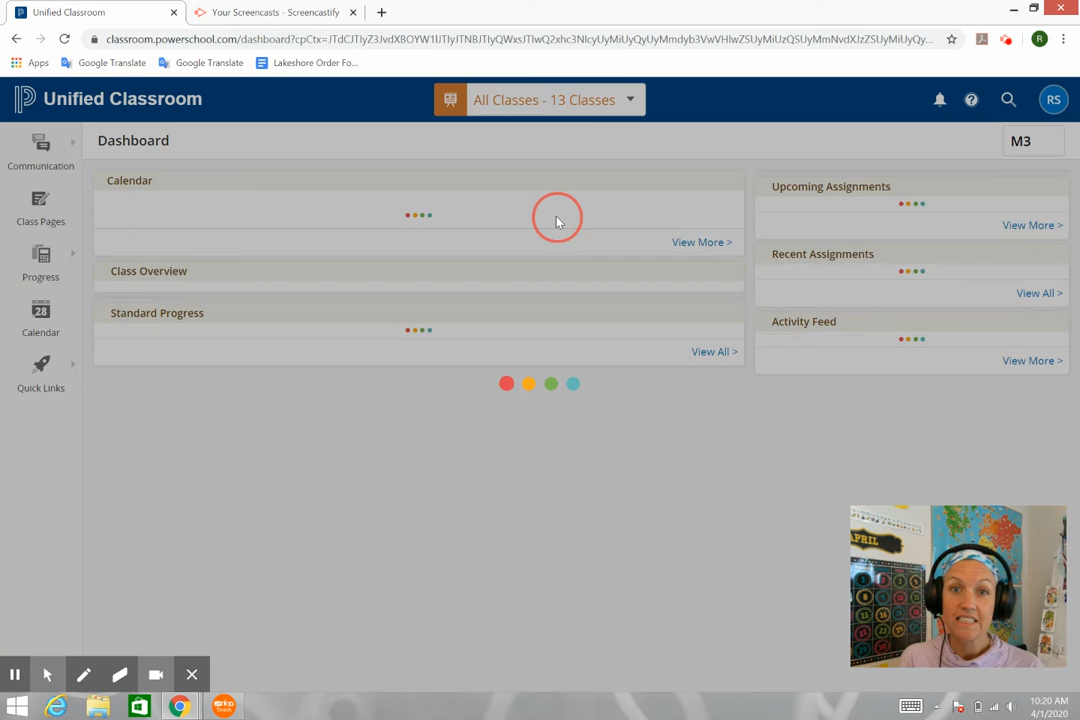 Unified Classroom
Your Screencasts - Screencastify
classroom.powerschool.com/dashboard?cpCtx=JTdCJTIyZ3JvdXBOYW1lJTIyJTNBJTIyQWxsJTIwQ2xhc3NlcyUyMiUyQyUyMmdyb3VwVHlwZSUyMiUzQSUyMmNvdXJzZSUyMiUyQy...
R
Apps
Google Translate
Google Translate
Lakeshore Order Fo...
Unified Classroom
All Classes - 13 Classes
RS
Communication
Class Pages
Progress
28
Calendar
Quick Links
Dashboard
M3
Calendar
View More >
Class Overview
Standard Progress
View All >
Upcoming Assignments
View More >
Recent Assignments
View All >
Activity Feed
View More >
APRIL
10:20 AM
4/1/2020